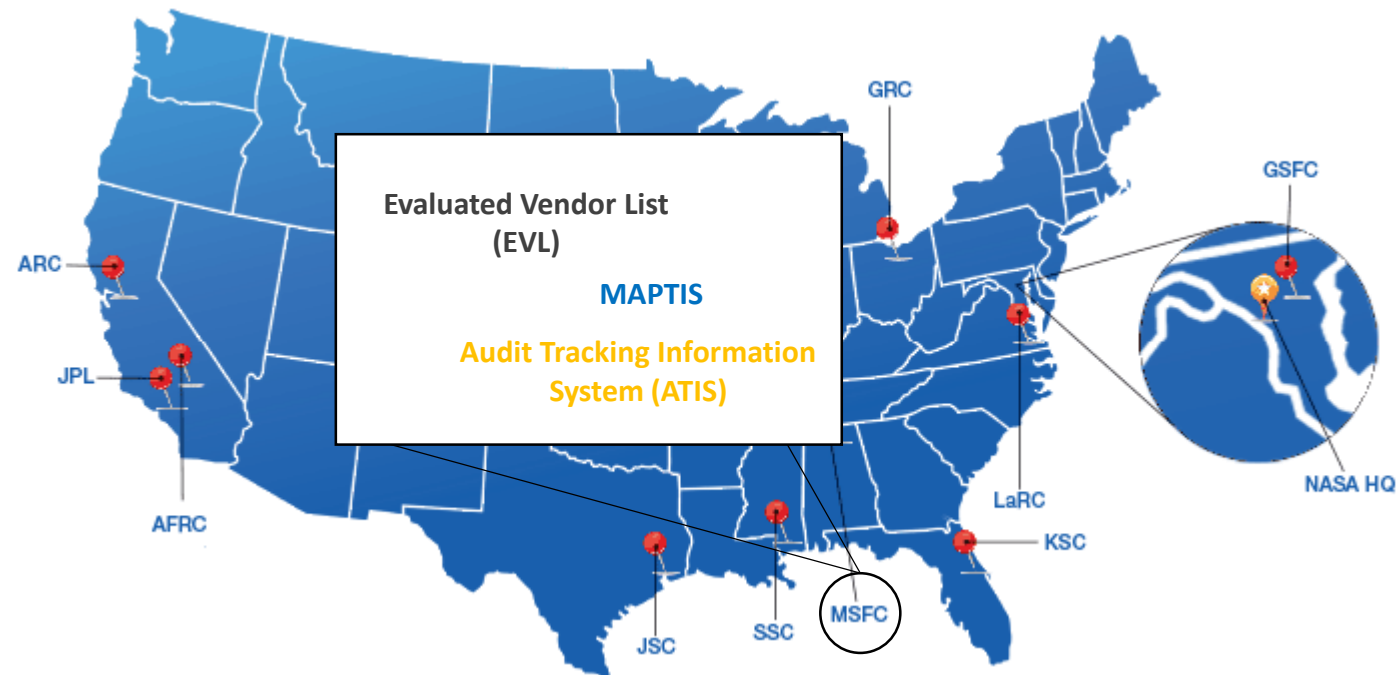 GRC
GSFC
Evaluated Vendor List
(EVL)
ARC
MAPTIS
Audit Tracking Information
System (ATIS)
JPL
NASA HQ
LaRC
AFRC
KSC
MSFC
SSC
JSC